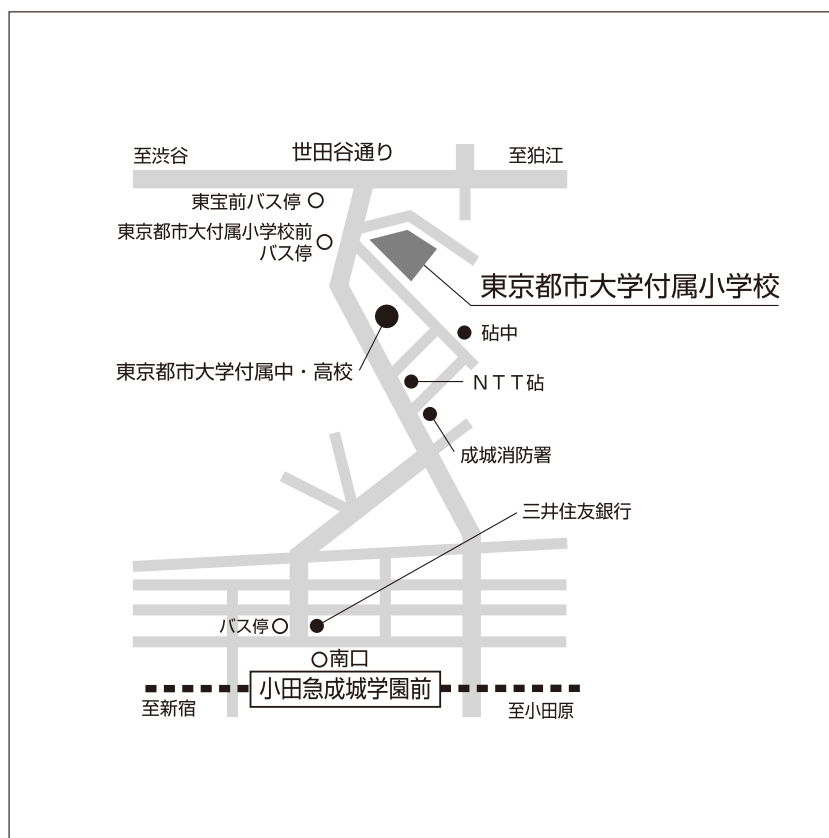 至渋谷
世田谷通り
至狛江
東宝前バス停
東京都市大付属小学校前
バス停
東京都市大学付属小学校
砧中
東京都市大学付属中・高校
ＮＴＴ砧
成城消防署
三井住友銀行
バス停
南口
小田急成城学園前
至新宿
至小田原